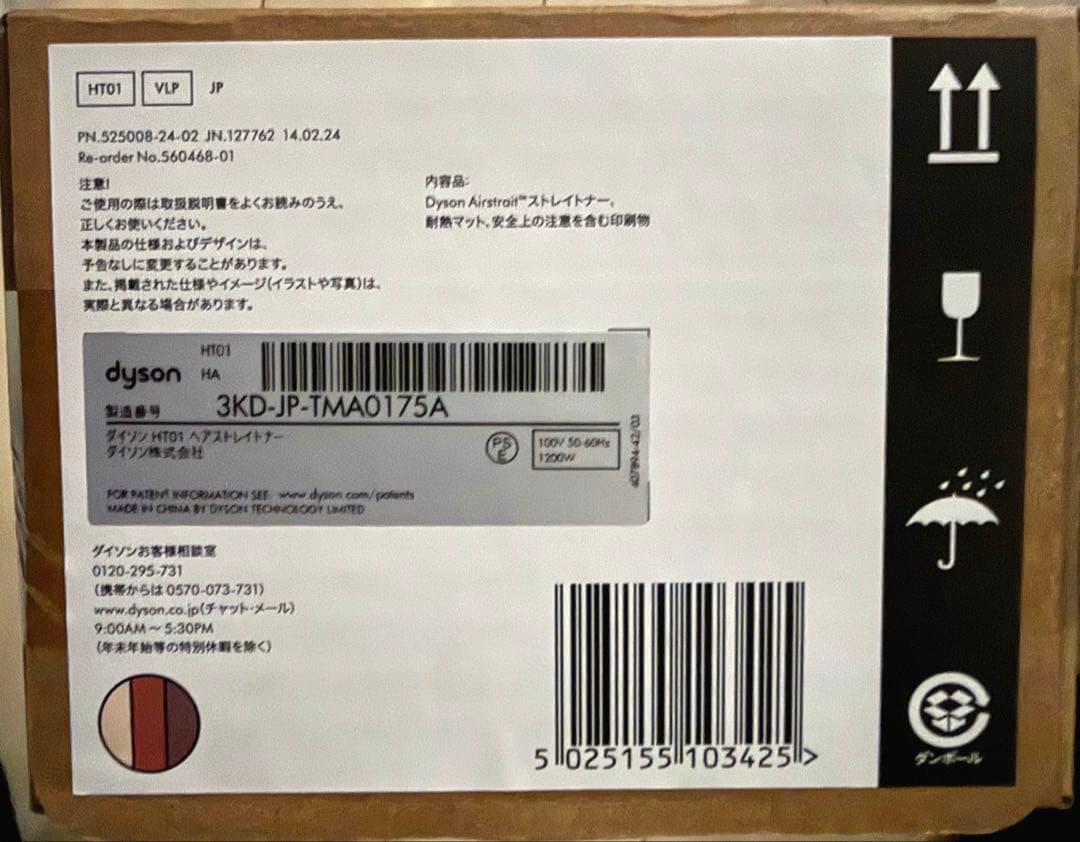 HT01 VLP JP
PN.525008-24-02 JN.127762 14.02.24
Re-order No.560468-01
注意!
ご使用の際は取扱説明書をよくお読みのうえ、
正しくお使いください。
本製品の仕様およびデザインは、
予告なしに変更することがあります。
また、掲載された仕様やイメージ(イラストや写真)は、
実際と異なる場合があります。
内容品:
Dyson Airstrait™ストレイトナー、
耐熱マット、安全上の注意を含む印刷物
HT01
dyson HA
製造番号 3KD-JP-TMA0175A
ダイソン HT01 ヘアストレイトナー
ダイソン株式会社
PS
E
100V 50-60Hz
1200W
407894-42/03
FOR PATENT INFORMATION SEE: www.dyson.com/patents
MADE IN CHINA BY DYSON TECHNOLOGY LIMITED
ダイソンお客様相談室
0120-295-731
(携帯からは 0570-073-731)
www.dyson.co.jp(チャット・メール)
9:00AM～5:30PM
(年末年始等の特別休暇を除く)
5 025155 103425 >
ダンボール